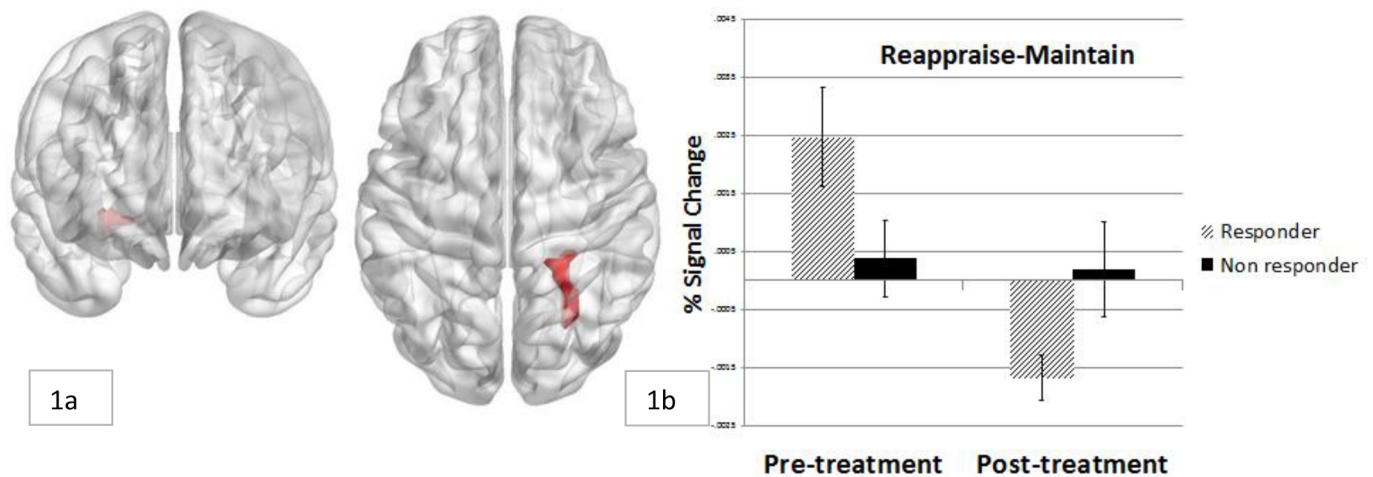 .0045
Reappraise-Maintain
.0035
.0025
.0015
.0005
-.0005
-.0015
-.0025
% Signal Change
Responder
Non responder
1a
1b
Pre-treatment
Post-treatment